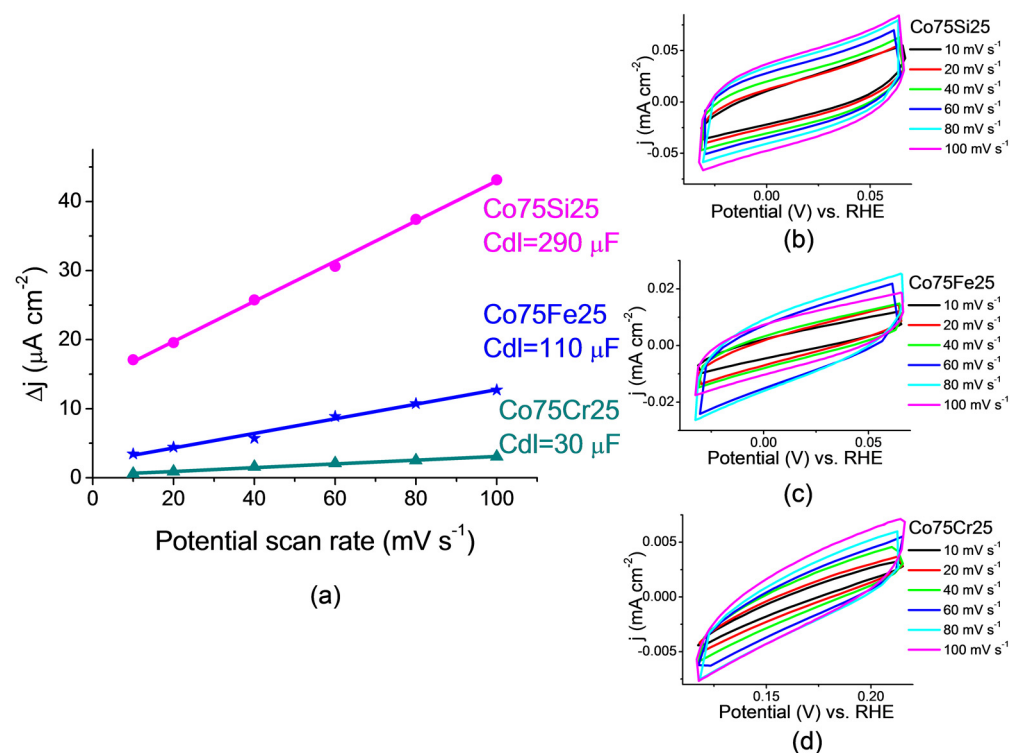 40
30
20
10
0
0
20
40
60
80
100
Δj (μA cm⁻²)
Potential scan rate (mV s⁻¹)
Co75Si25
Cdl=290 μF
Co75Fe25
Cdl=110 μF
Co75Cr25
Cdl=30 μF
(a)
0.05
0.00
-0.05
0.00
0.05
j (mA cm⁻²)
Potential (V) vs. RHE
Co75Si25
10 mV s⁻¹
20 mV s⁻¹
40 mV s⁻¹
60 mV s⁻¹
80 mV s⁻¹
100 mV s⁻¹
(b)
0.02
0.00
-0.02
0.00
0.05
j (mA cm⁻²)
Potential (V) vs. RHE
Co75Fe25
10 mV s⁻¹
20 mV s⁻¹
40 mV s⁻¹
60 mV s⁻¹
80 mV s⁻¹
100 mV s⁻¹
(c)
0.005
0.000
-0.005
0.15
0.20
j (mA cm⁻²)
Potential (V) vs. RHE
Co75Cr25
10 mV s⁻¹
20 mV s⁻¹
40 mV s⁻¹
60 mV s⁻¹
80 mV s⁻¹
100 mV s⁻¹
(d)